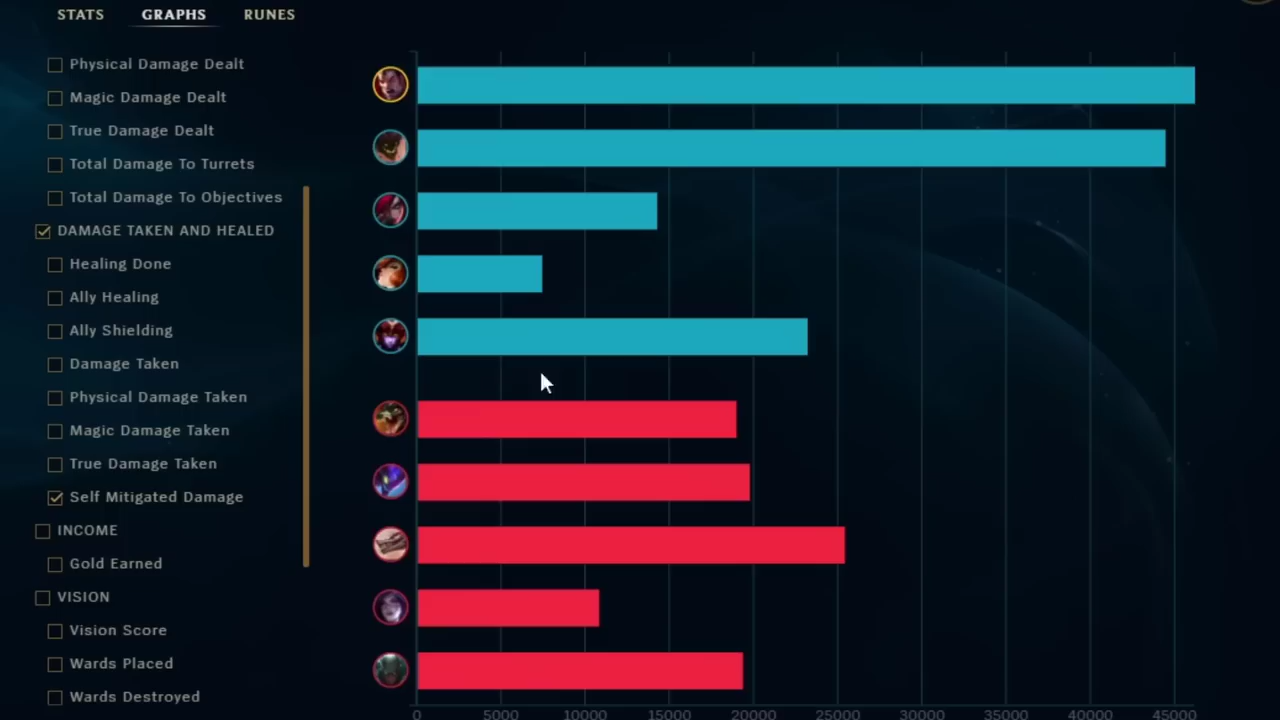 STATS GRAPHS RUNES
Physical Damage Dealt
Magic Damage Dealt
True Damage Dealt
Total Damage To Turrets
Total Damage To Objectives
DAMAGE TAKEN AND HEALED
Healing Done
Ally Healing
Ally Shielding
Damage Taken
Physical Damage Taken
Magic Damage Taken
True Damage Taken
Self Mitigated Damage
INCOME
Gold Earned
VISION
Vision Score
Wards Placed
Wards Destroyed
0 5000 10000 15000 20000 25000 30000 35000 40000 45000